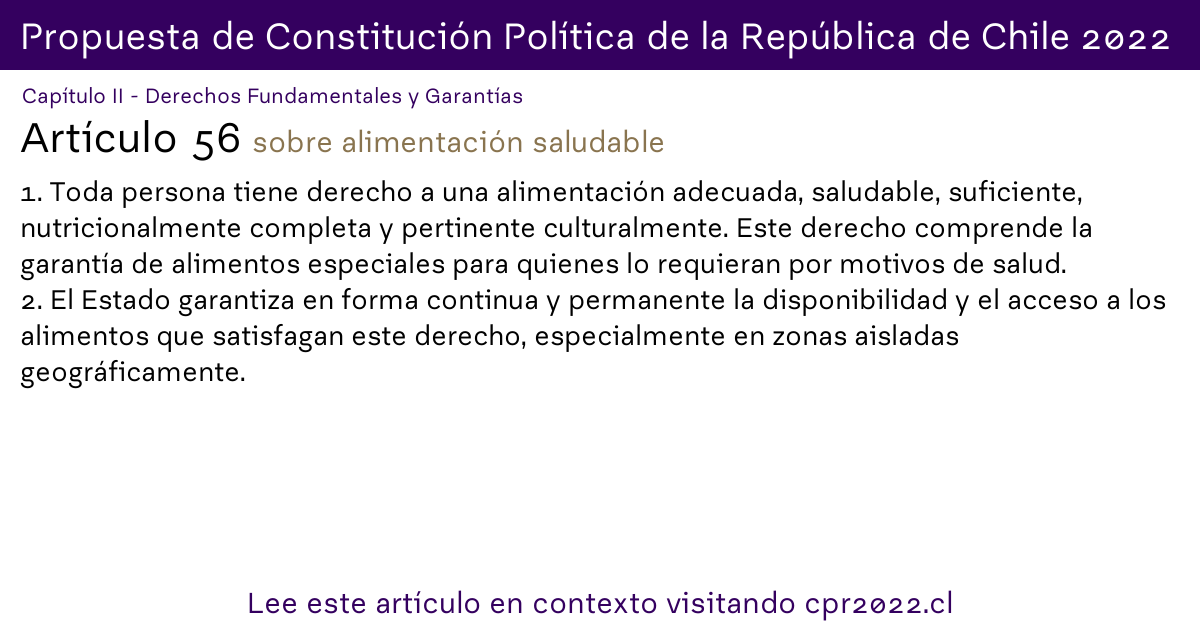 Propuesta de Constitución Política de la República de Chile 2022
Capítulo II - Derechos Fundamentales y Garantías
Artículo 56 sobre alimentación saludable
1. Toda persona tiene derecho a una alimentación adecuada, saludable, suficiente,
nutricionalmente completa y pertinente culturalmente. Este derecho comprende la
garantía de alimentos especiales para quienes lo requieran por motivos de salud.
2. El Estado garantiza en forma continua y permanente la disponibilidad y el acceso a los
alimentos que satisfagan este derecho, especialmente en zonas aisladas
geográficamente.
Lee este artículo en contexto visitando cpr2022.cl